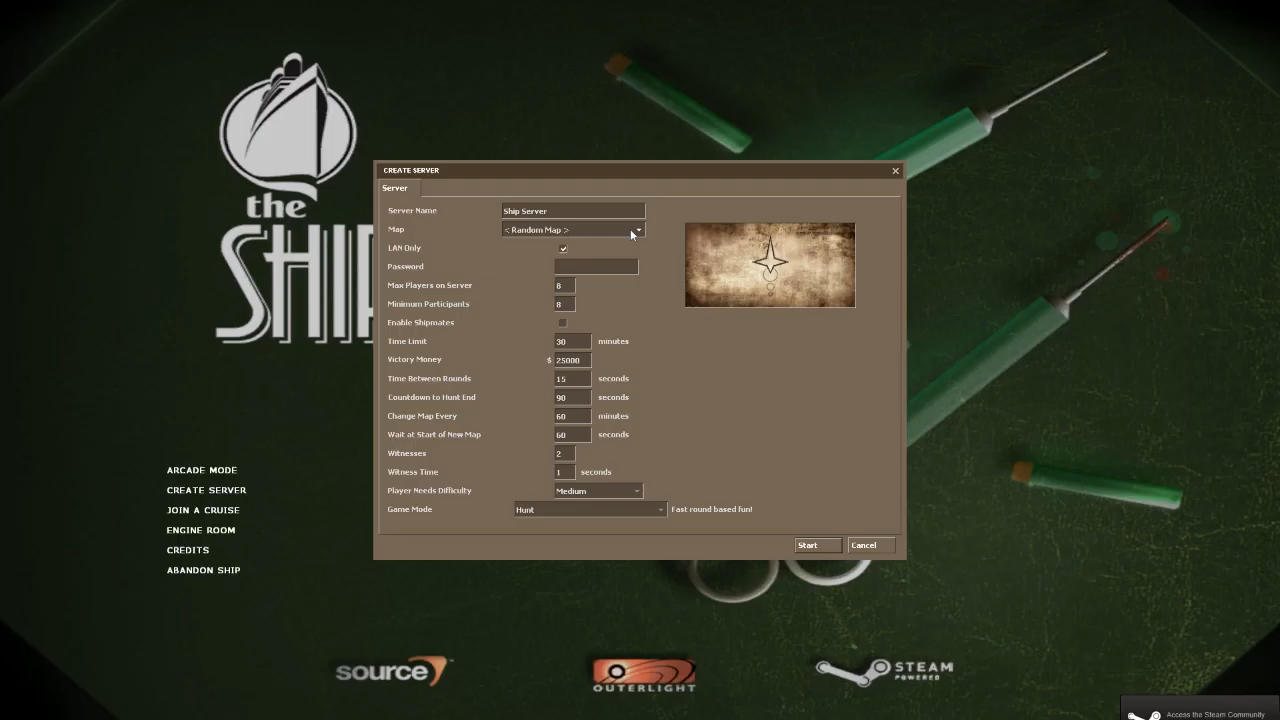 the
SHIP
CREATE SERVER
Server
Server Name Ship Server
Map < Random Map >
LAN Only
Password
Max Players on Server 8
Minimum Participants 8
Enable Shipmates
Time Limit 30 minutes
Victory Money $ 25000
Time Between Rounds 15 seconds
Countdown to Hunt End 90 seconds
Change Map Every 60 minutes
Wait at Start of New Map 60 seconds
Witnesses 2
Witness Time 1 seconds
Player Needs Difficulty Medium
Game Mode Hunt Fast round based fun!
Start Cancel
ARCADE MODE
CREATE SERVER
JOIN A CRUISE
ENGINE ROOM
CREDITS
ABANDON SHIP
source
OUTERLIGHT
STEAM
POWERED
Access the Steam Community